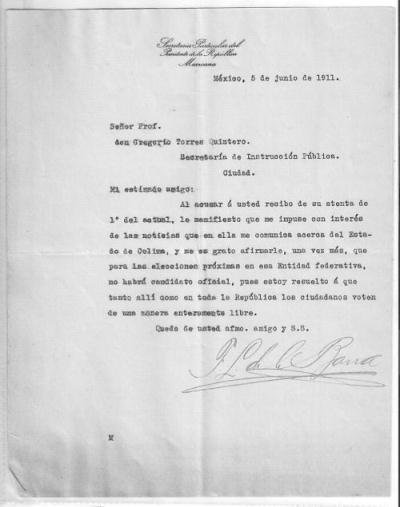 Secretaría Particular del
Presidente de la República
Mexicana
México, 5 de junio de 1911.
Señor Prof.
don Gregorio Torres Quintero.
Secretaría de Instrucción Pública.
Ciudad.
Mi estimado amigo:
Al acusar á usted recibo de su atenta de
1° del actual, le manifiesto que me impuse con interés
de las noticias que en ella me comunica acerca del Esta-
do de Colima, y me es grato afirmarle, una vez más, que
para las elecciones próximas en esa Entidad federativa,
no habrá candidato oficial, pues estoy resuelto á que
tanto allí como en toda la República los ciudadanos voten
de una manera enteramente libre.
Quedo de usted afmo. amigo y S.S.
F L de la Barra
M